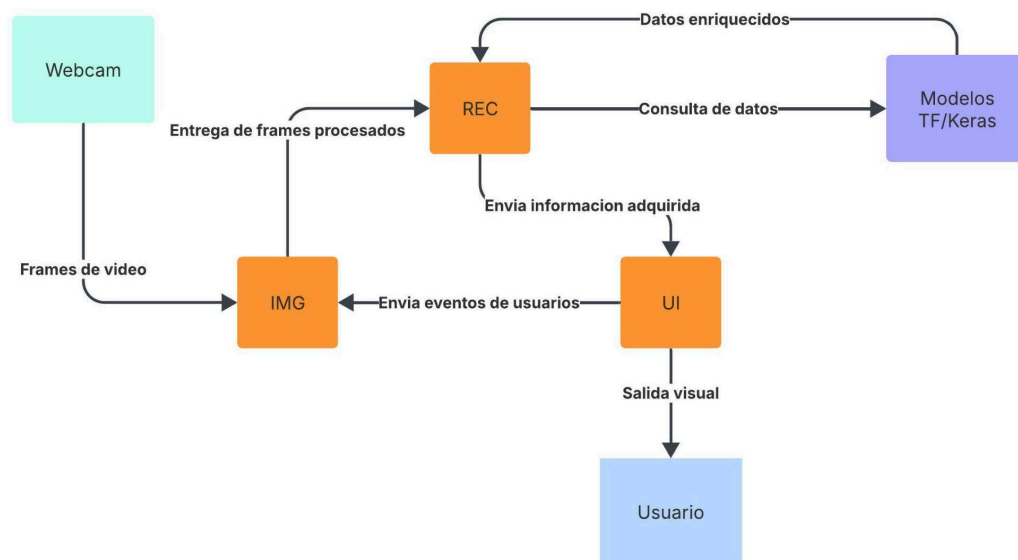 Datos enriquecidos
Webcam
REC
Consulta de datos
Modelos
TF/Keras
Entrega de frames procesados
Envia informacion adquirida
Frames de video
IMG
Envia eventos de usuarios
UI
Salida visual
Usuario